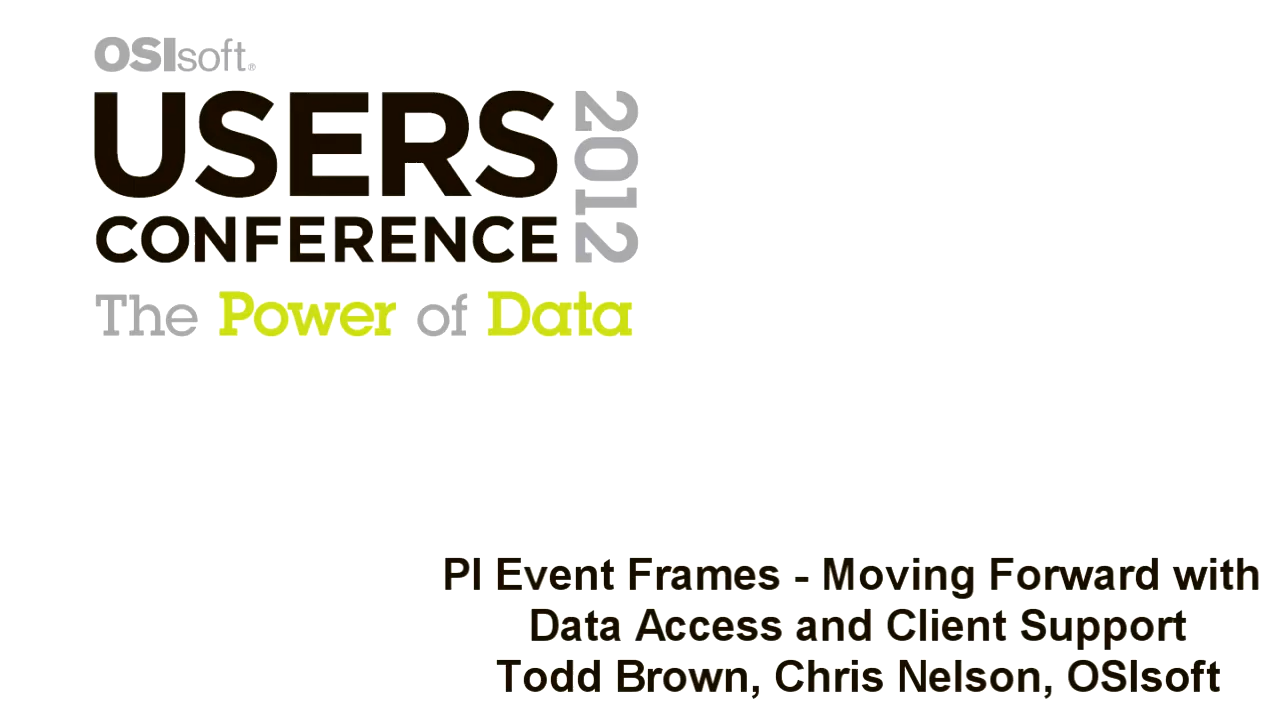 OSIsoft®
USERS
CONFERENCE
2012
The Power of Data
PI Event Frames - Moving Forward with
Data Access and Client Support
Todd Brown, Chris Nelson, OSIsoft